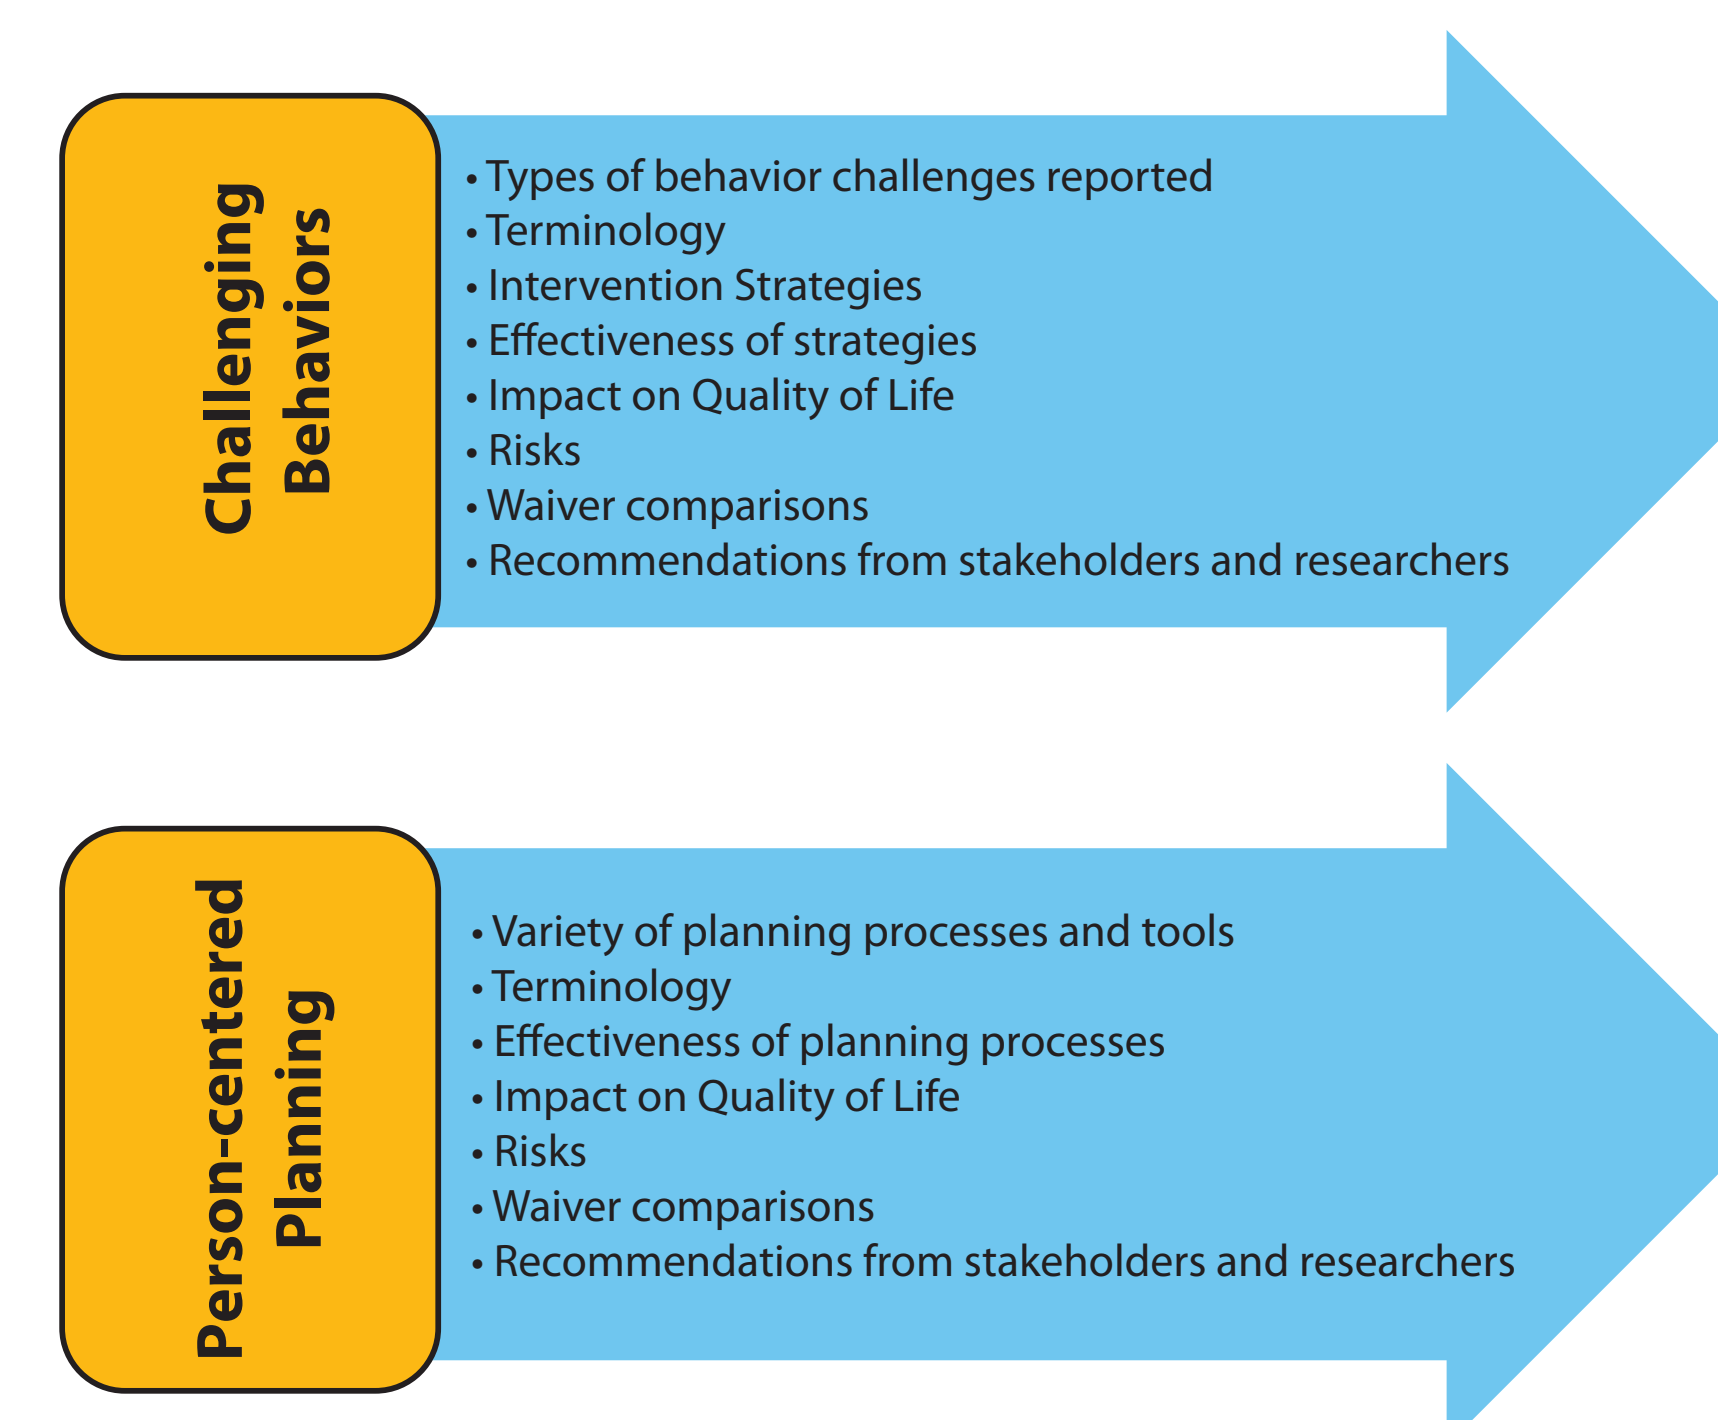 Challenging
Behaviors
• Types of behavior challenges reported
• Terminology
• Intervention Strategies
• Effectiveness of strategies
• Impact on Quality of Life
• Risks
• Waiver comparisons
• Recommendations from stakeholders and researchers
Person-centered
Planning
• Variety of planning processes and tools
• Terminology
• Effectiveness of planning processes
• Impact on Quality of Life
• Risks
• Waiver comparisons
• Recommendations from stakeholders and researchers